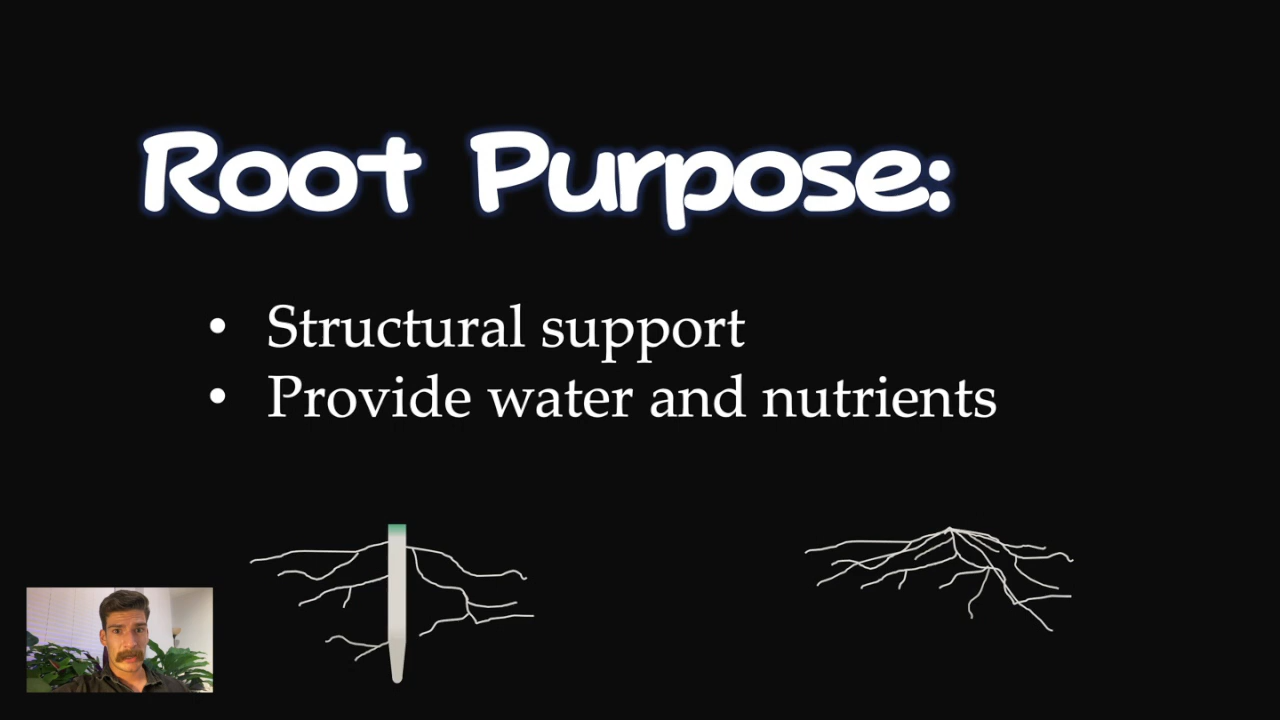 Root Purpose:
• Structural support
• Provide water and nutrients